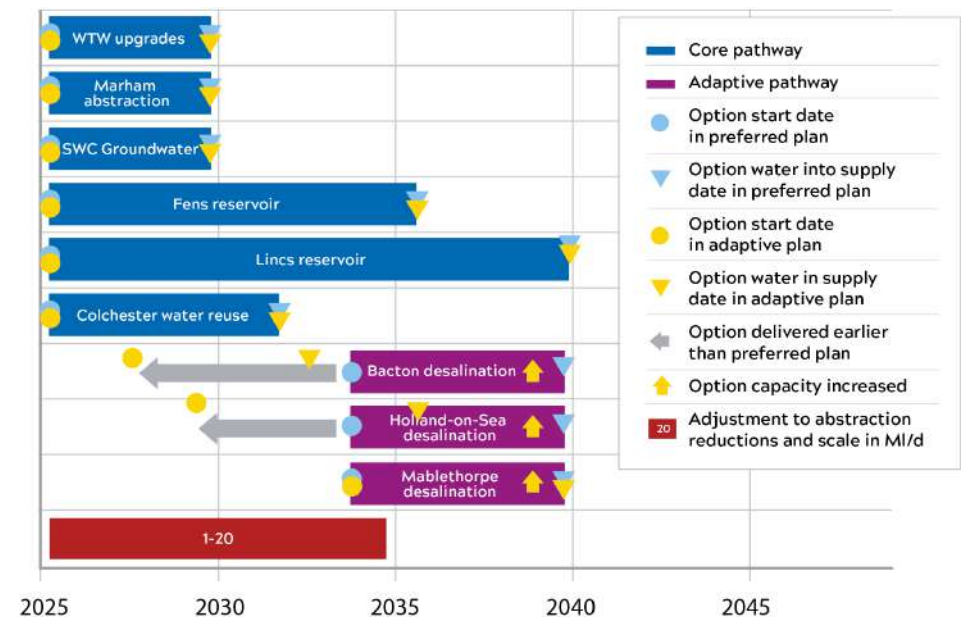 WTW upgrades
Marham
abstraction
SWC Groundwater
Fens reservoir
Lincs reservoir
Colchester water reuse
Bacton desalination
Holland-on-Sea
desalination
Mablethorpe
desalination
1-20
2025
2030
2035
2040
2045
Core pathway
Adaptive pathway
Option start date
in preferred plan
Option water into supply
date in preferred plan
Option start date
in adaptive plan
Option water in supply
date in adaptive plan
Option delivered earlier
than preferred plan
Option capacity increased
20
Adjustment to abstraction
reductions and scale in Ml/d